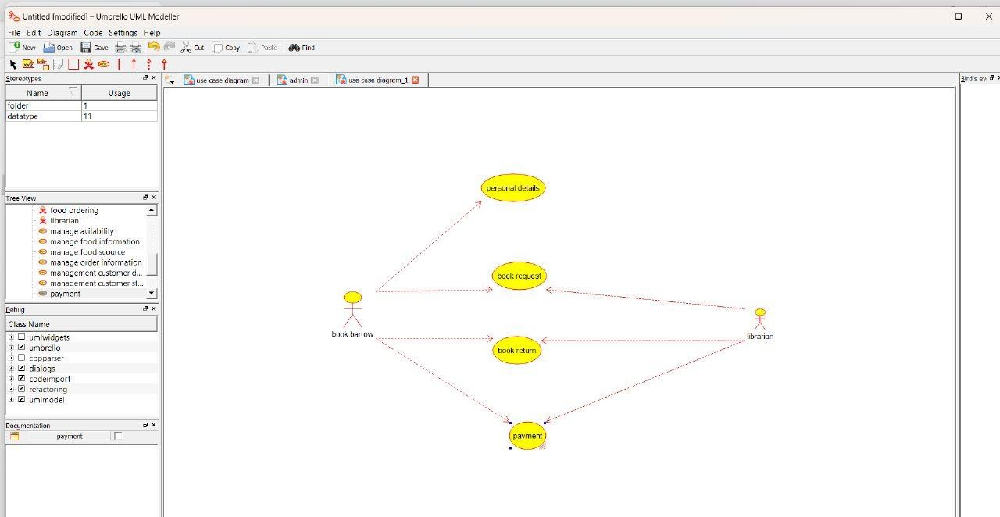 Untitled [modified] – Umbrello UML Modeller
File Edit Diagram Code Settings Help
New Open Save Cut Copy Paste Find
Stereotypes
Name Usage
folder 1
datatype 11
Tree View
food ordering
librarian
manage avilability
manage food information
manage food scource
manage order information
management customer d...
management customer st...
payment
Debug
Class Name
umlwidgets
umbrello
cppparser
dialogs
codeimport
refactoring
umlmodel
Documentation
payment
use case diagram admin use case diagram_1
personal details
book request
book barrow
librarian
book return
payment
Bird's ey